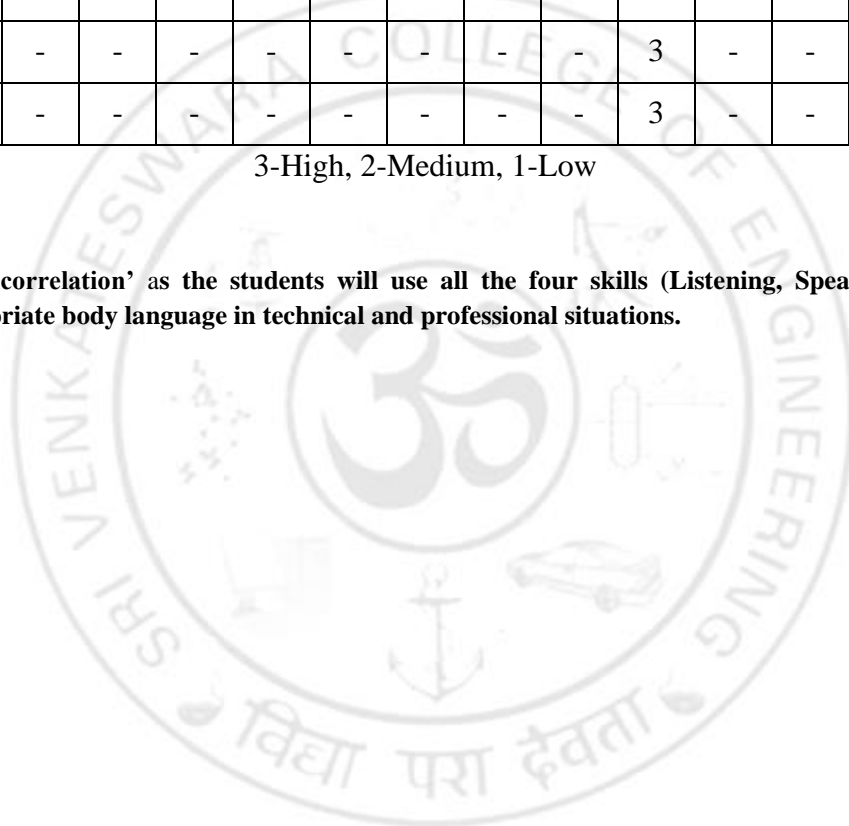 - - - - - - - - 3 - -
- - - - - - - - 3 - -
3-High, 2-Medium, 1-Low
correlation’ as the students will use all the four skills (Listening, Spea
riate body language in technical and professional situations.
SRI VENKATESWARA COLLEGE OF ENGINEERING
ॐ
विद्या परा देवता